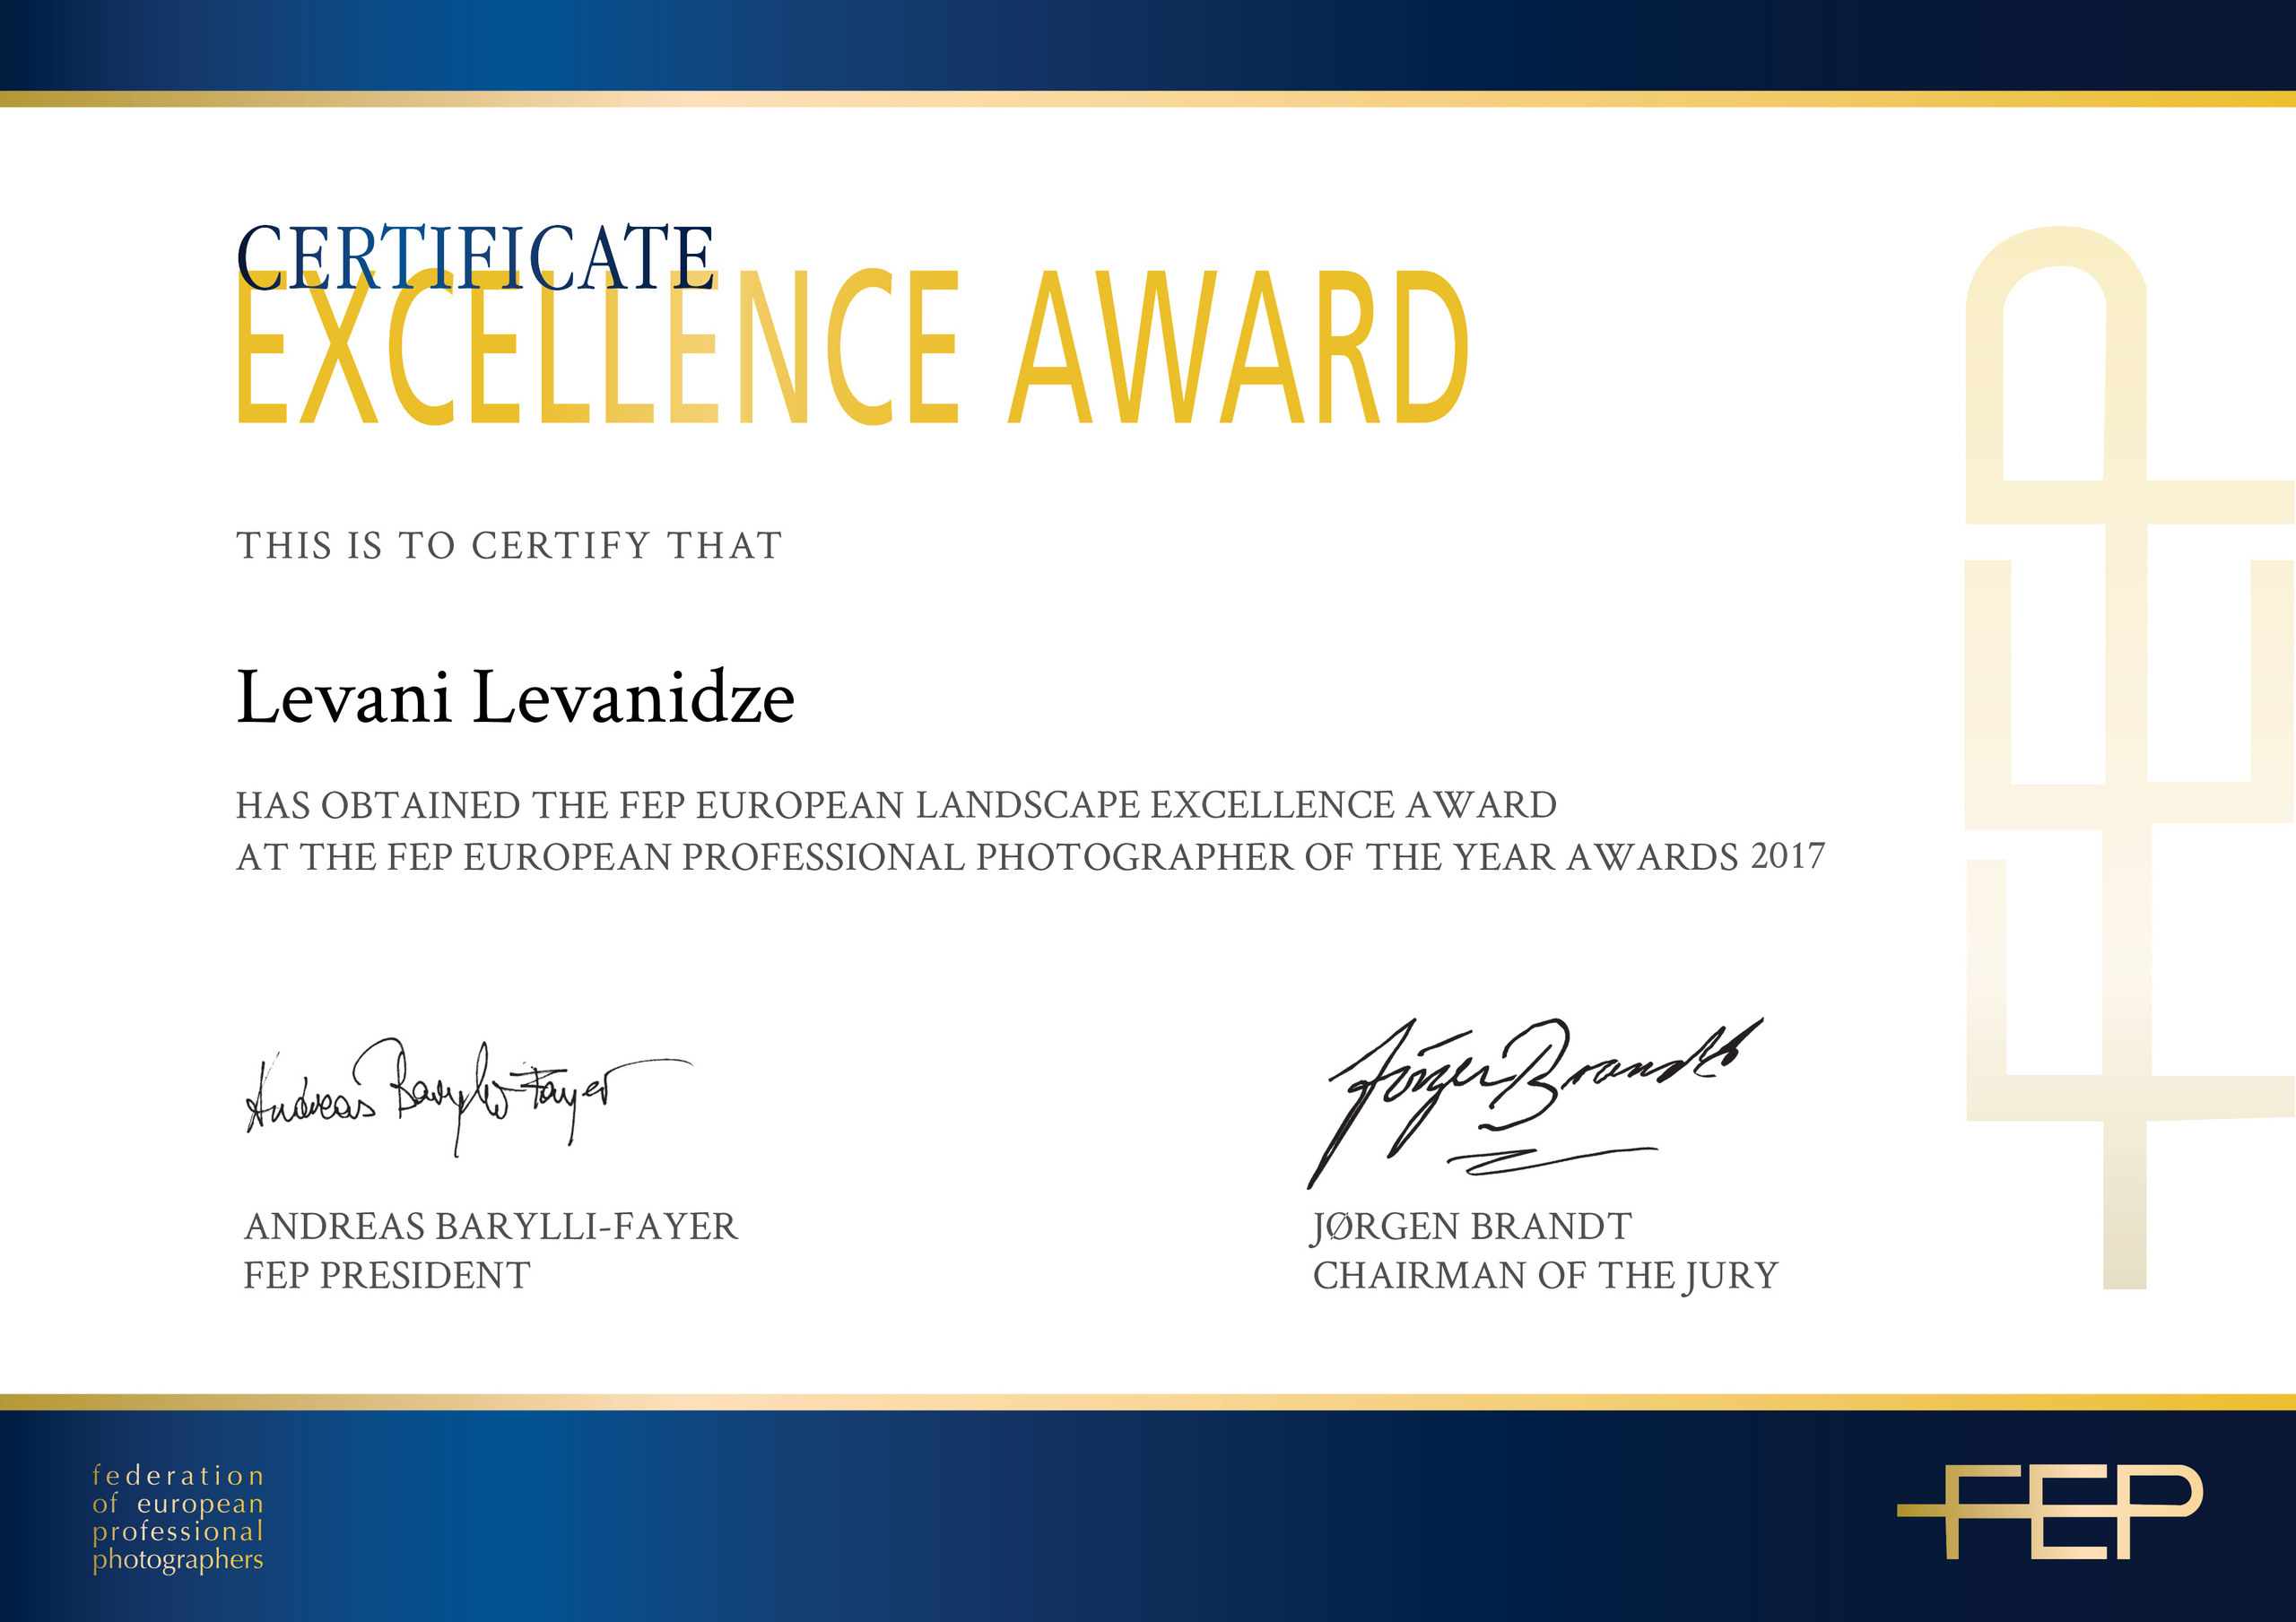 CERTIFICATE
EXCELLENCE AWARD
THIS IS TO CERTIFY THAT
Levani Levanidze
HAS OBTAINED THE FEP EUROPEAN LANDSCAPE EXCELLENCE AWARD
AT THE FEP EUROPEAN PROFESSIONAL PHOTOGRAPHER OF THE YEAR AWARDS 2017
Andreas Barylli-Fayer
Jörgen Brandt
ANDREAS BARYLLI-FAYER
FEP PRESIDENT
JØRGEN BRANDT
CHAIRMAN OF THE JURY
federation
of european
professional
photographers
FEP
FEP